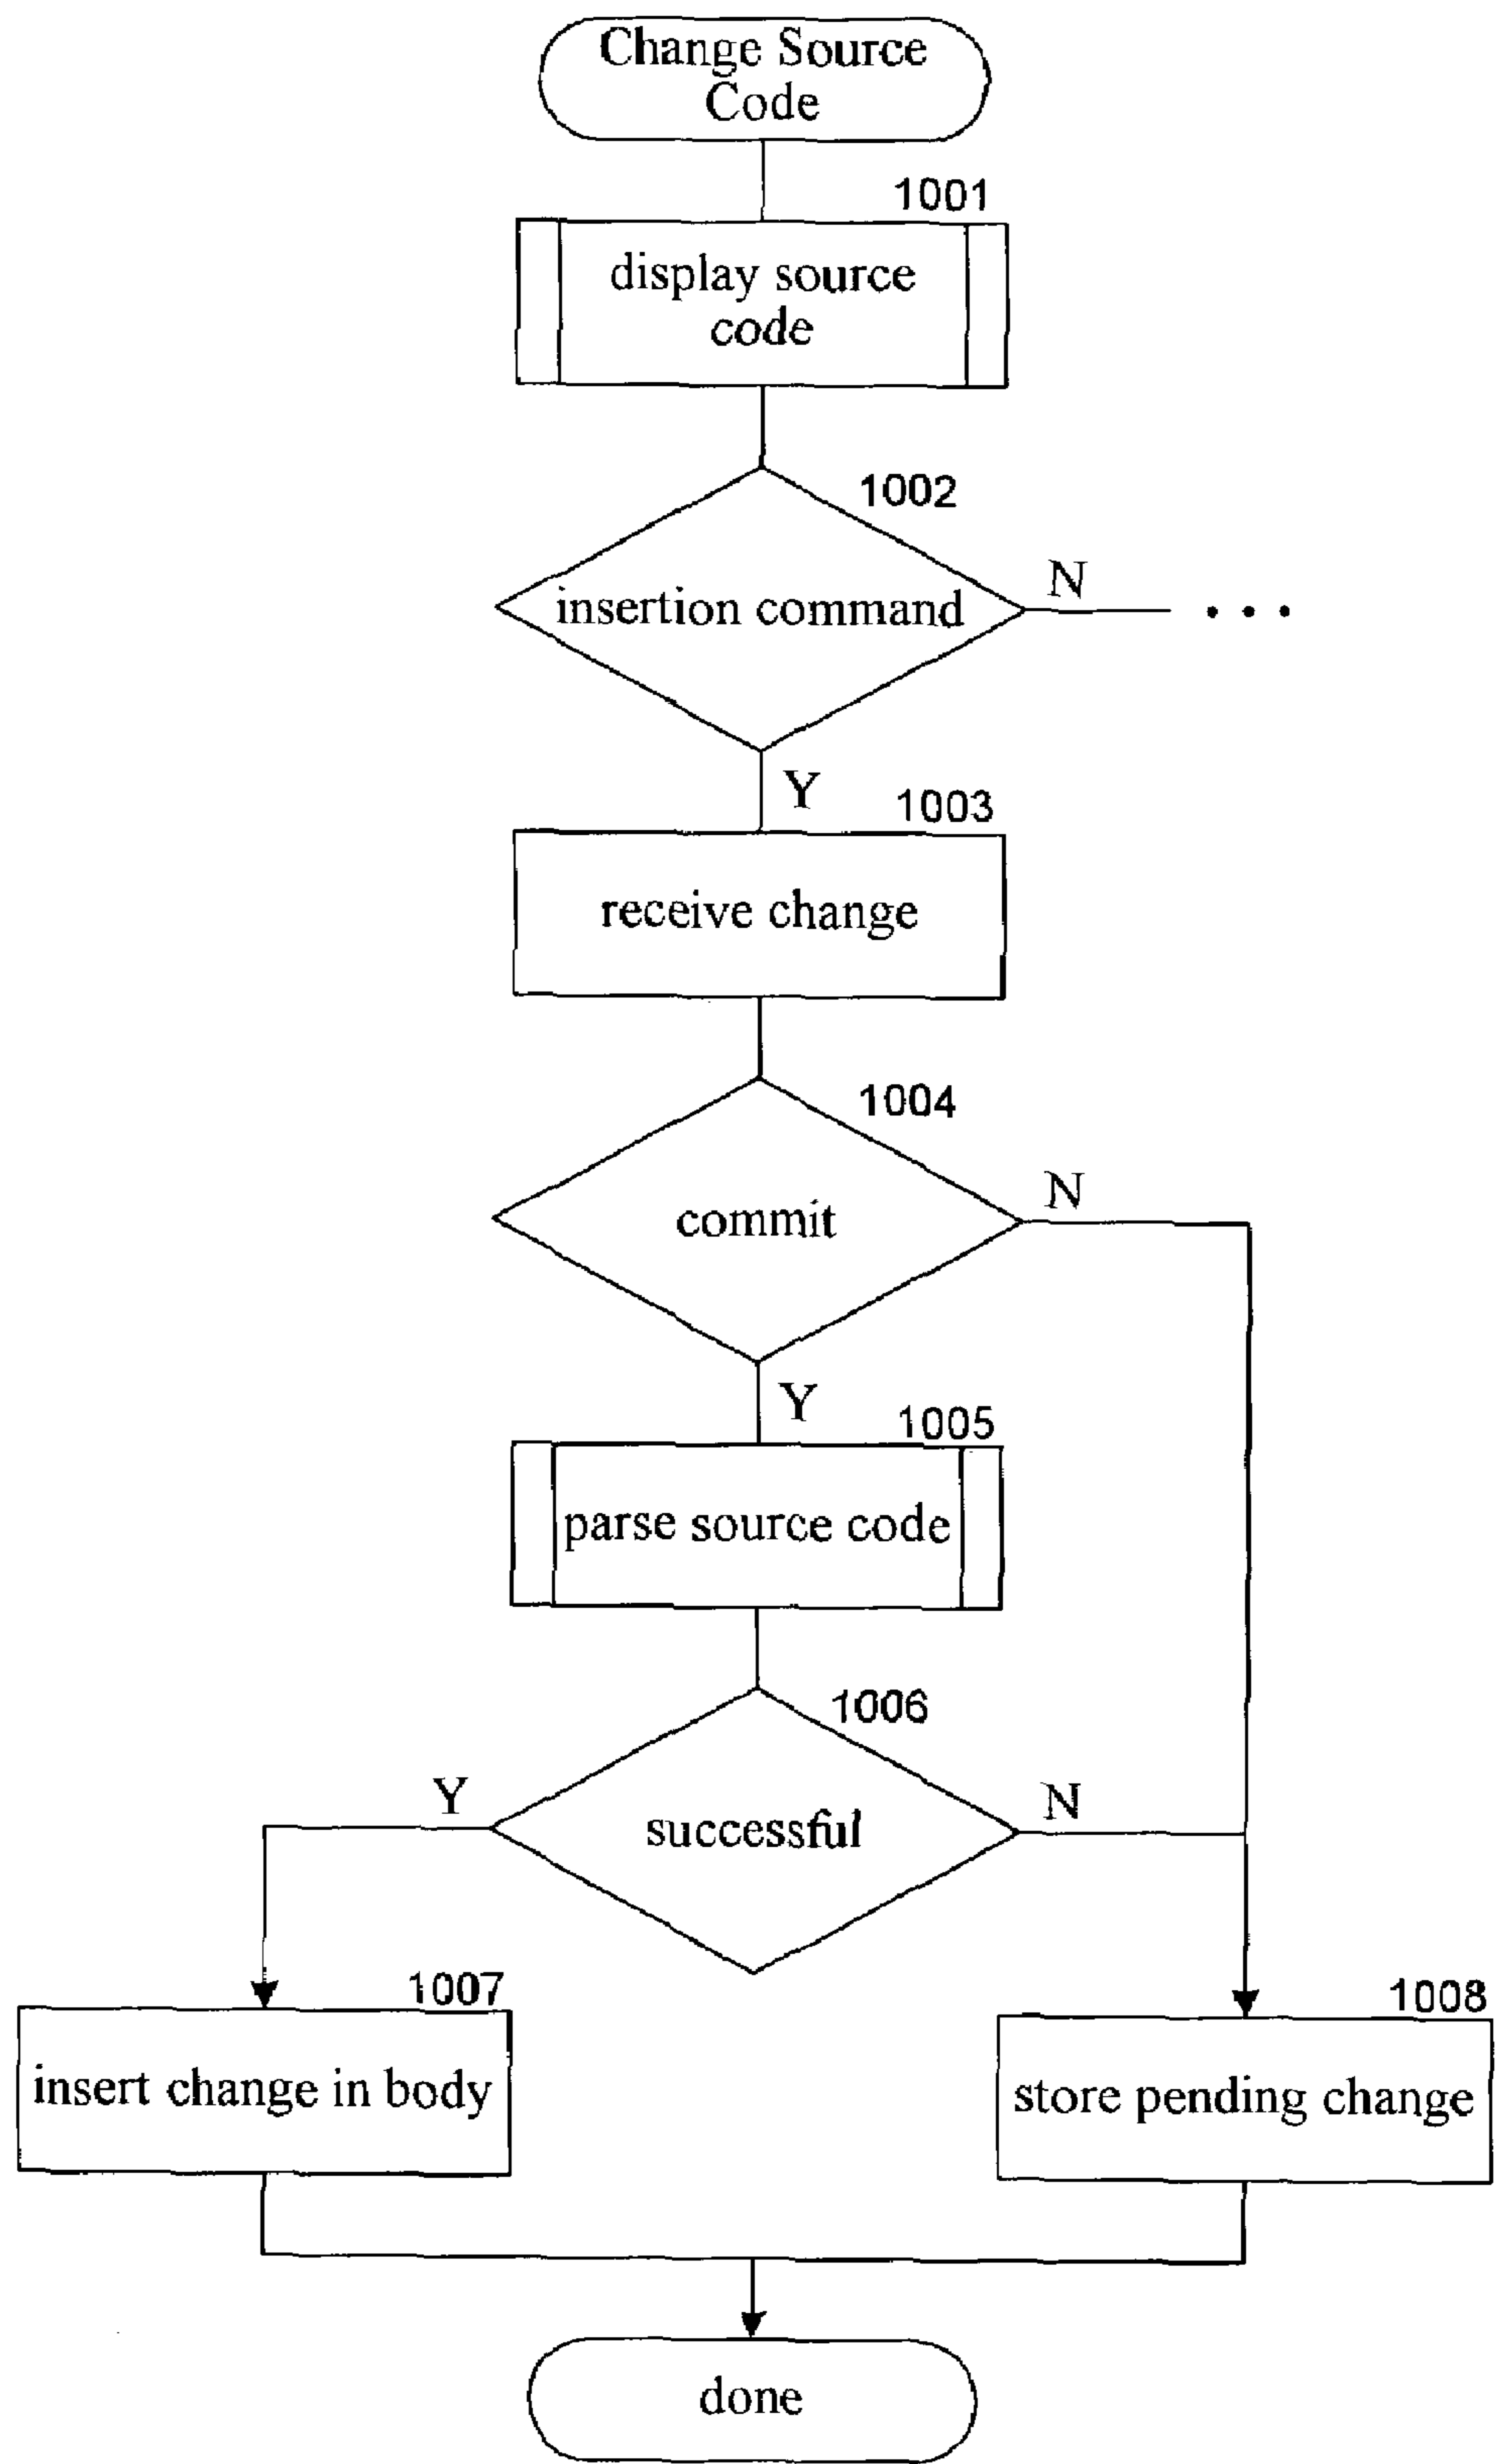 Change Source
Code
1001
display source
code
1002
insertion command
N
. . .
Y
1003
receive change
1004
commit
N
Y
1005
parse source code
1006
Y
successful
N
1007
insert change in body
1008
store pending change
done